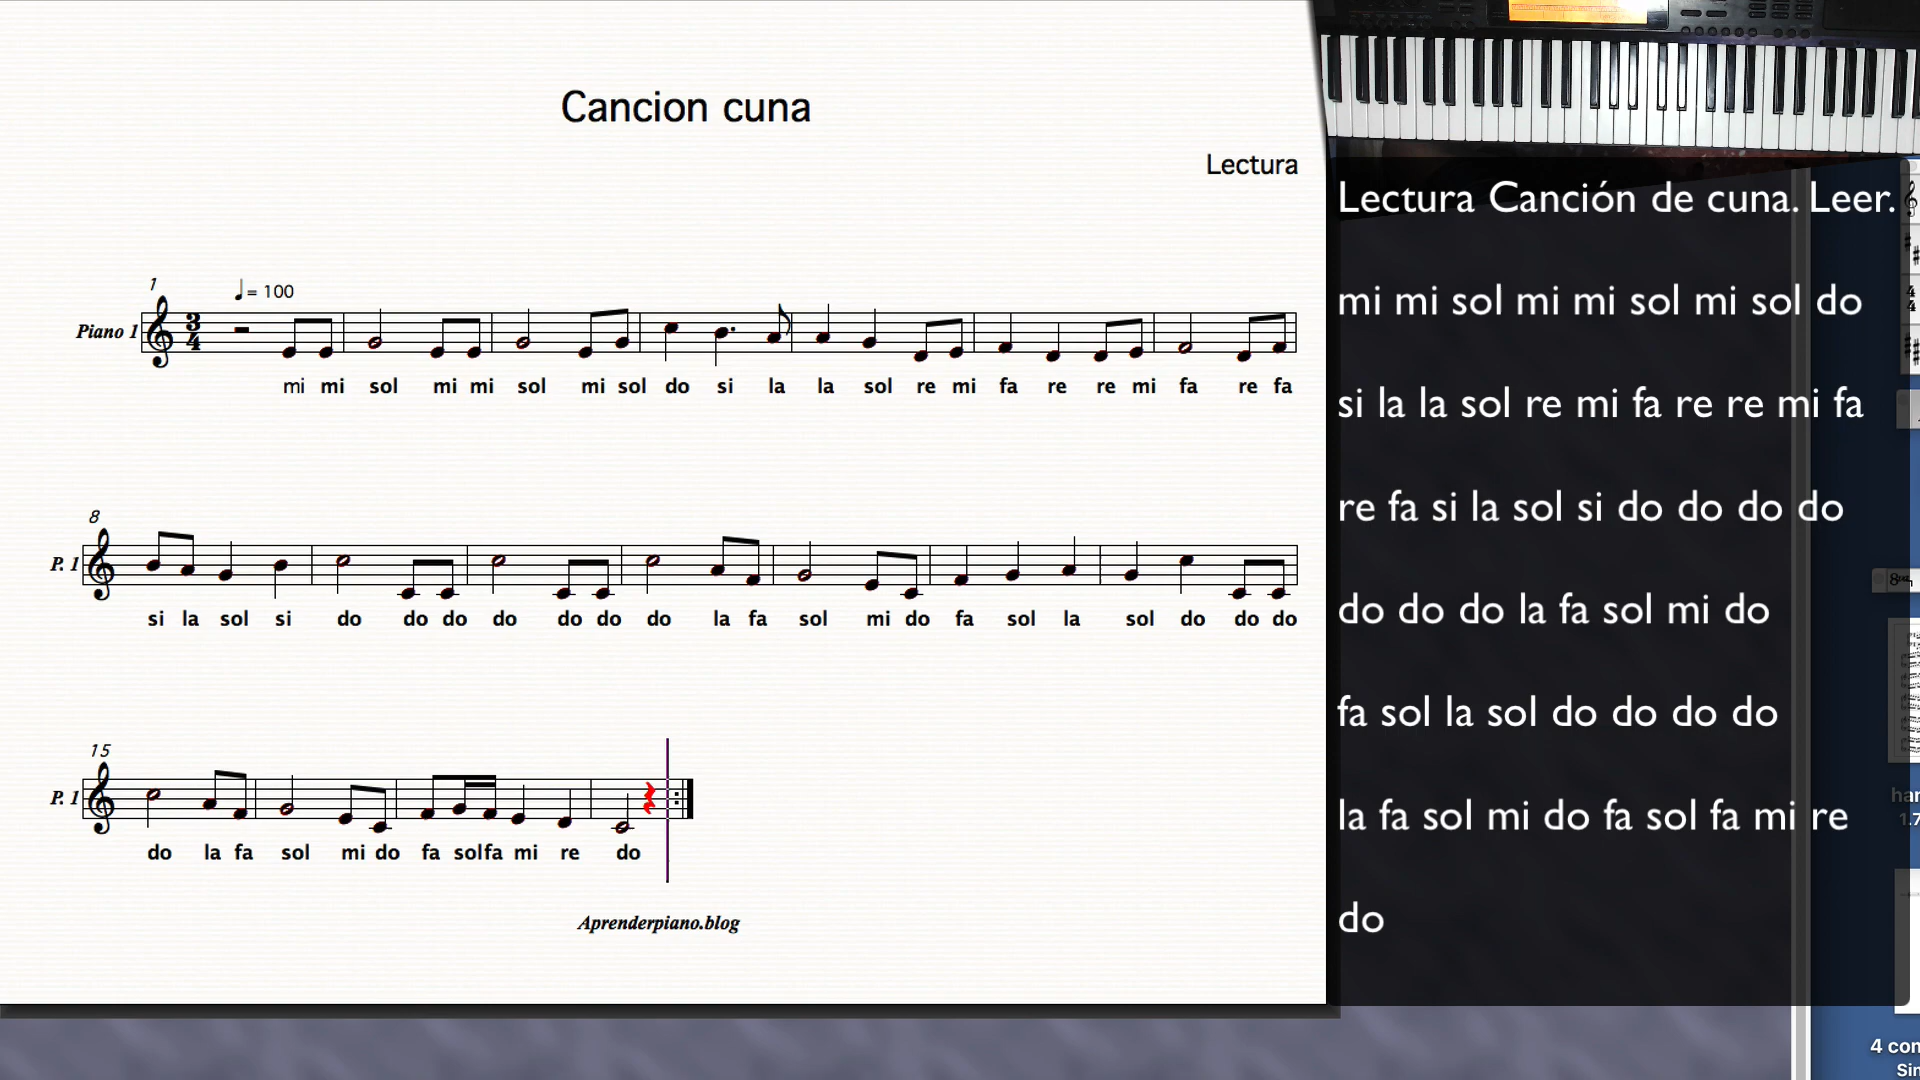 Cancion cuna
Lectura
1
= 100
3
4
Piano 1
mi mi sol mi mi sol mi sol do si la la sol re mi fa re re mi fa re fa
8
P. 1
si la sol si do do do do do do do la fa sol mi do fa sol la sol do do do
15
P. 1
do la fa sol mi do fa sol fa mi re do
Aprenderpiano.blog
Lectura Canción de cuna. Leer.
mi mi sol mi mi sol mi sol do
si la la sol re mi fa re re mi fa
re fa si la sol si do do do do
do do do la fa sol mi do
fa sol la sol do do do do
la fa sol mi do fa sol fa mi re
do
4
4